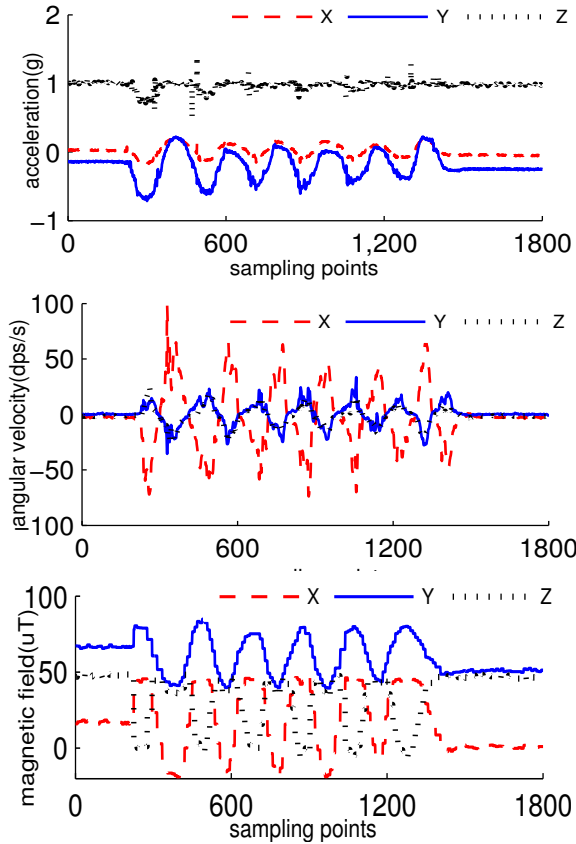 2
X Y Z
1
acceleration(g)
0
−1
0 600 1,200 1800
sampling points
100
X Y Z
50
angular velocity(dps/s)
0
−50
−100
0 600 1200 1800
100
X Y Z
50
magnetic field(uT)
0
0 600 1200 1800
sampling points